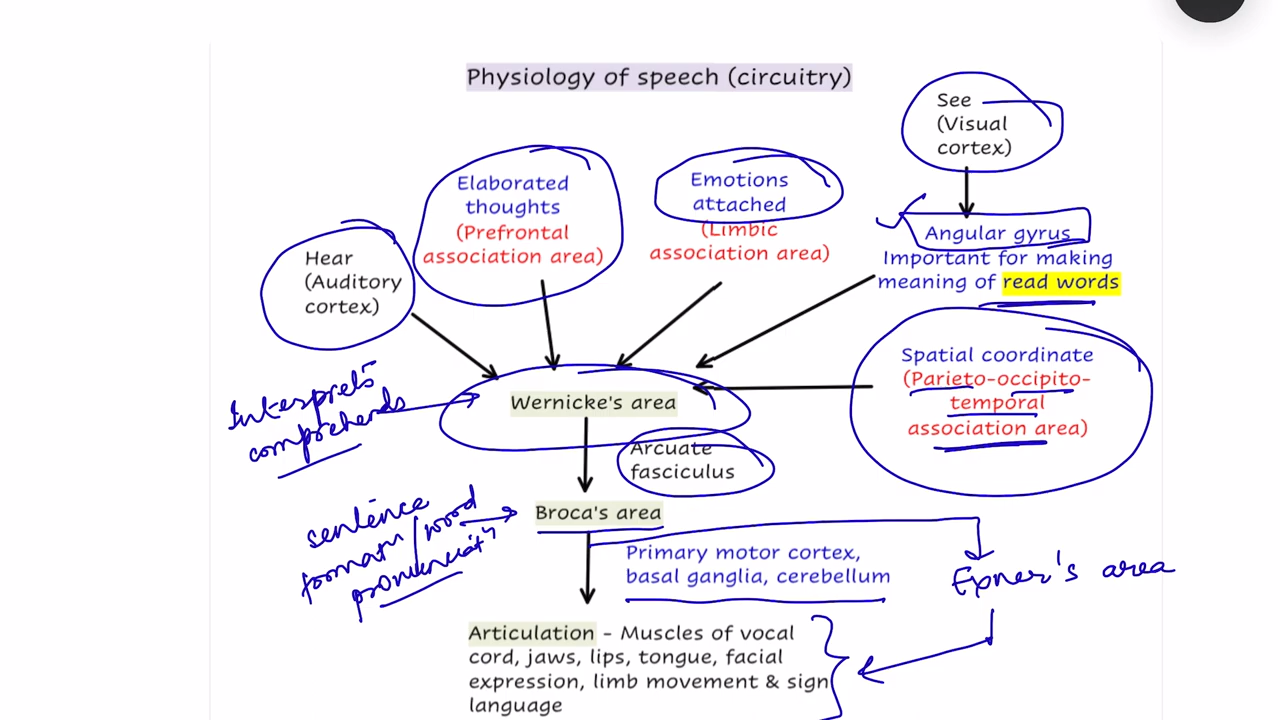 Physiology of speech (circuitry)
See
(Visual
cortex)
Elaborated
thoughts
(Prefrontal
association area)
Emotions
attached
(Limbic
association area)
Angular gyrus
Important for making
meaning of read words
Hear
(Auditory
cortex)
Spatial coordinate
(Parieto-occipito-
temporal
association area)
Interprets
comprehends
Wernicke's area
Arcuate
fasciculus
sentence
formatn / word
pronunciatn
Broca's area
Primary motor cortex,
basal ganglia, cerebellum
Exner's area
Articulation - Muscles of vocal
cord, jaws, lips, tongue, facial
expression, limb movement & sign
language